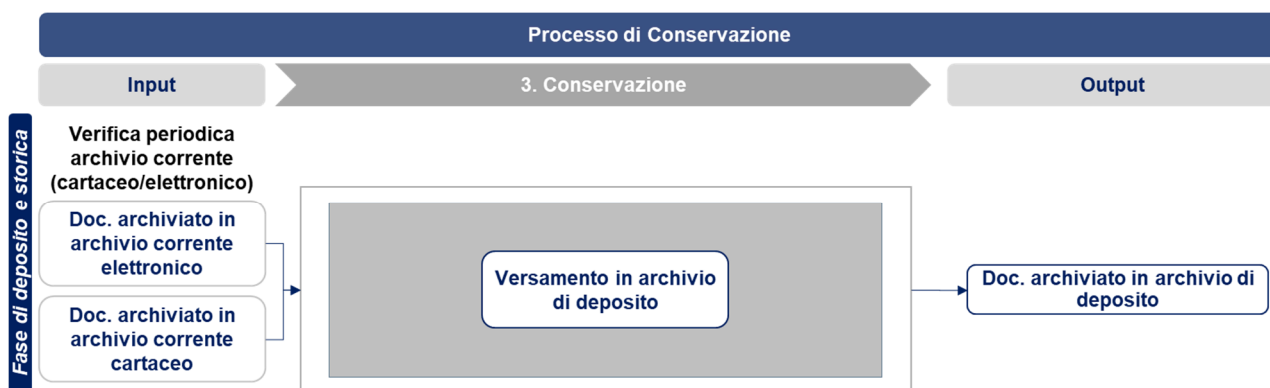 Processo di Conservazione
Input
3. Conservazione
Output
Fase di deposito e storica
Verifica periodica
archivio corrente
(cartaceo/elettronico)
Doc. archiviato in
archivio corrente
elettronico
Doc. archiviato in
archivio corrente
cartaceo
Versamento in archivio
di deposito
Doc. archiviato in archivio di
deposito